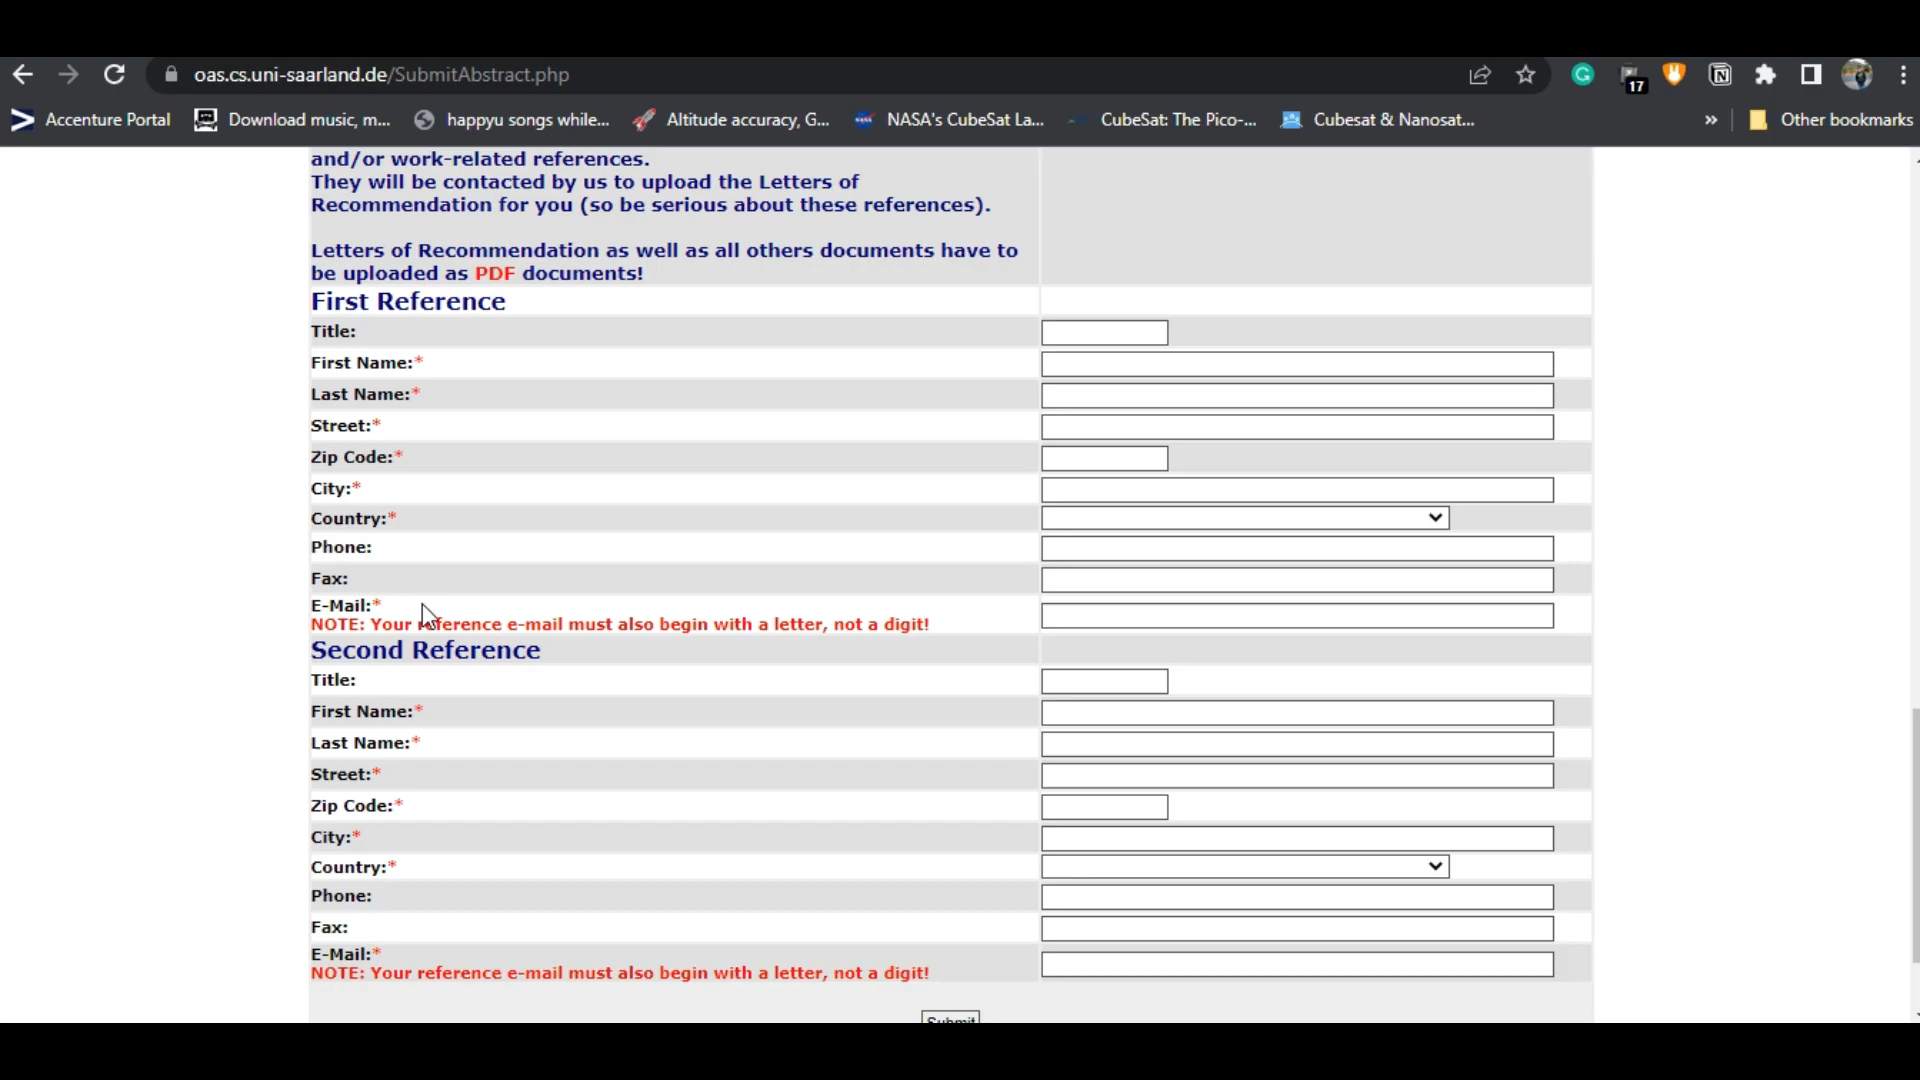 oas.cs.uni-saarland.de/SubmitAbstract.php
17
Accenture Portal
Download music, m...
happyu songs while...
Altitude accuracy, G...
NASA's CubeSat La...
CubeSat: The Pico-...
Cubesat & Nanosat...
»
Other bookmarks
and/or work-related references.
They will be contacted by us to upload the Letters of
Recommendation for you (so be serious about these references).
Letters of Recommendation as well as all others documents have to
be uploaded as PDF documents!
First Reference
Title:
First Name:*
Last Name:*
Street:*
Zip Code:*
City:*
Country:*
Phone:
Fax:
E-Mail:*
NOTE: Your reference e-mail must also begin with a letter, not a digit!
Second Reference
Title:
First Name:*
Last Name:*
Street:*
Zip Code:*
City:*
Country:*
Phone:
Fax:
E-Mail:*
NOTE: Your reference e-mail must also begin with a letter, not a digit!
Submit